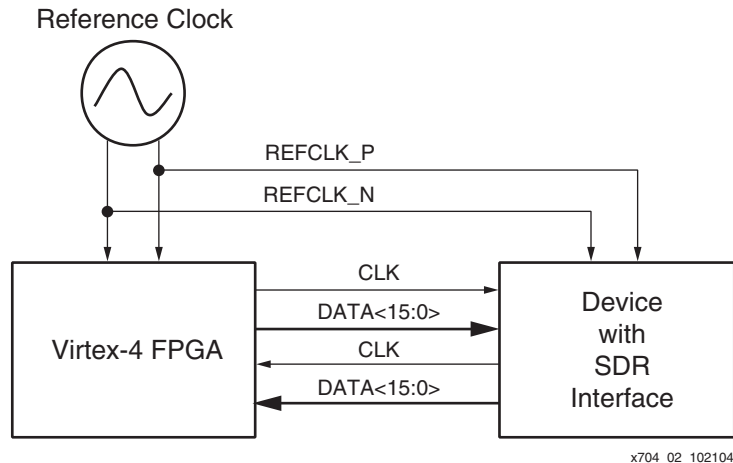 Reference Clock
REFCLK_P
REFCLK_N
CLK
DATA<15:0>
CLK
DATA<15:0>
Virtex-4 FPGA
Device
with
SDR
Interface
x704_02_102104